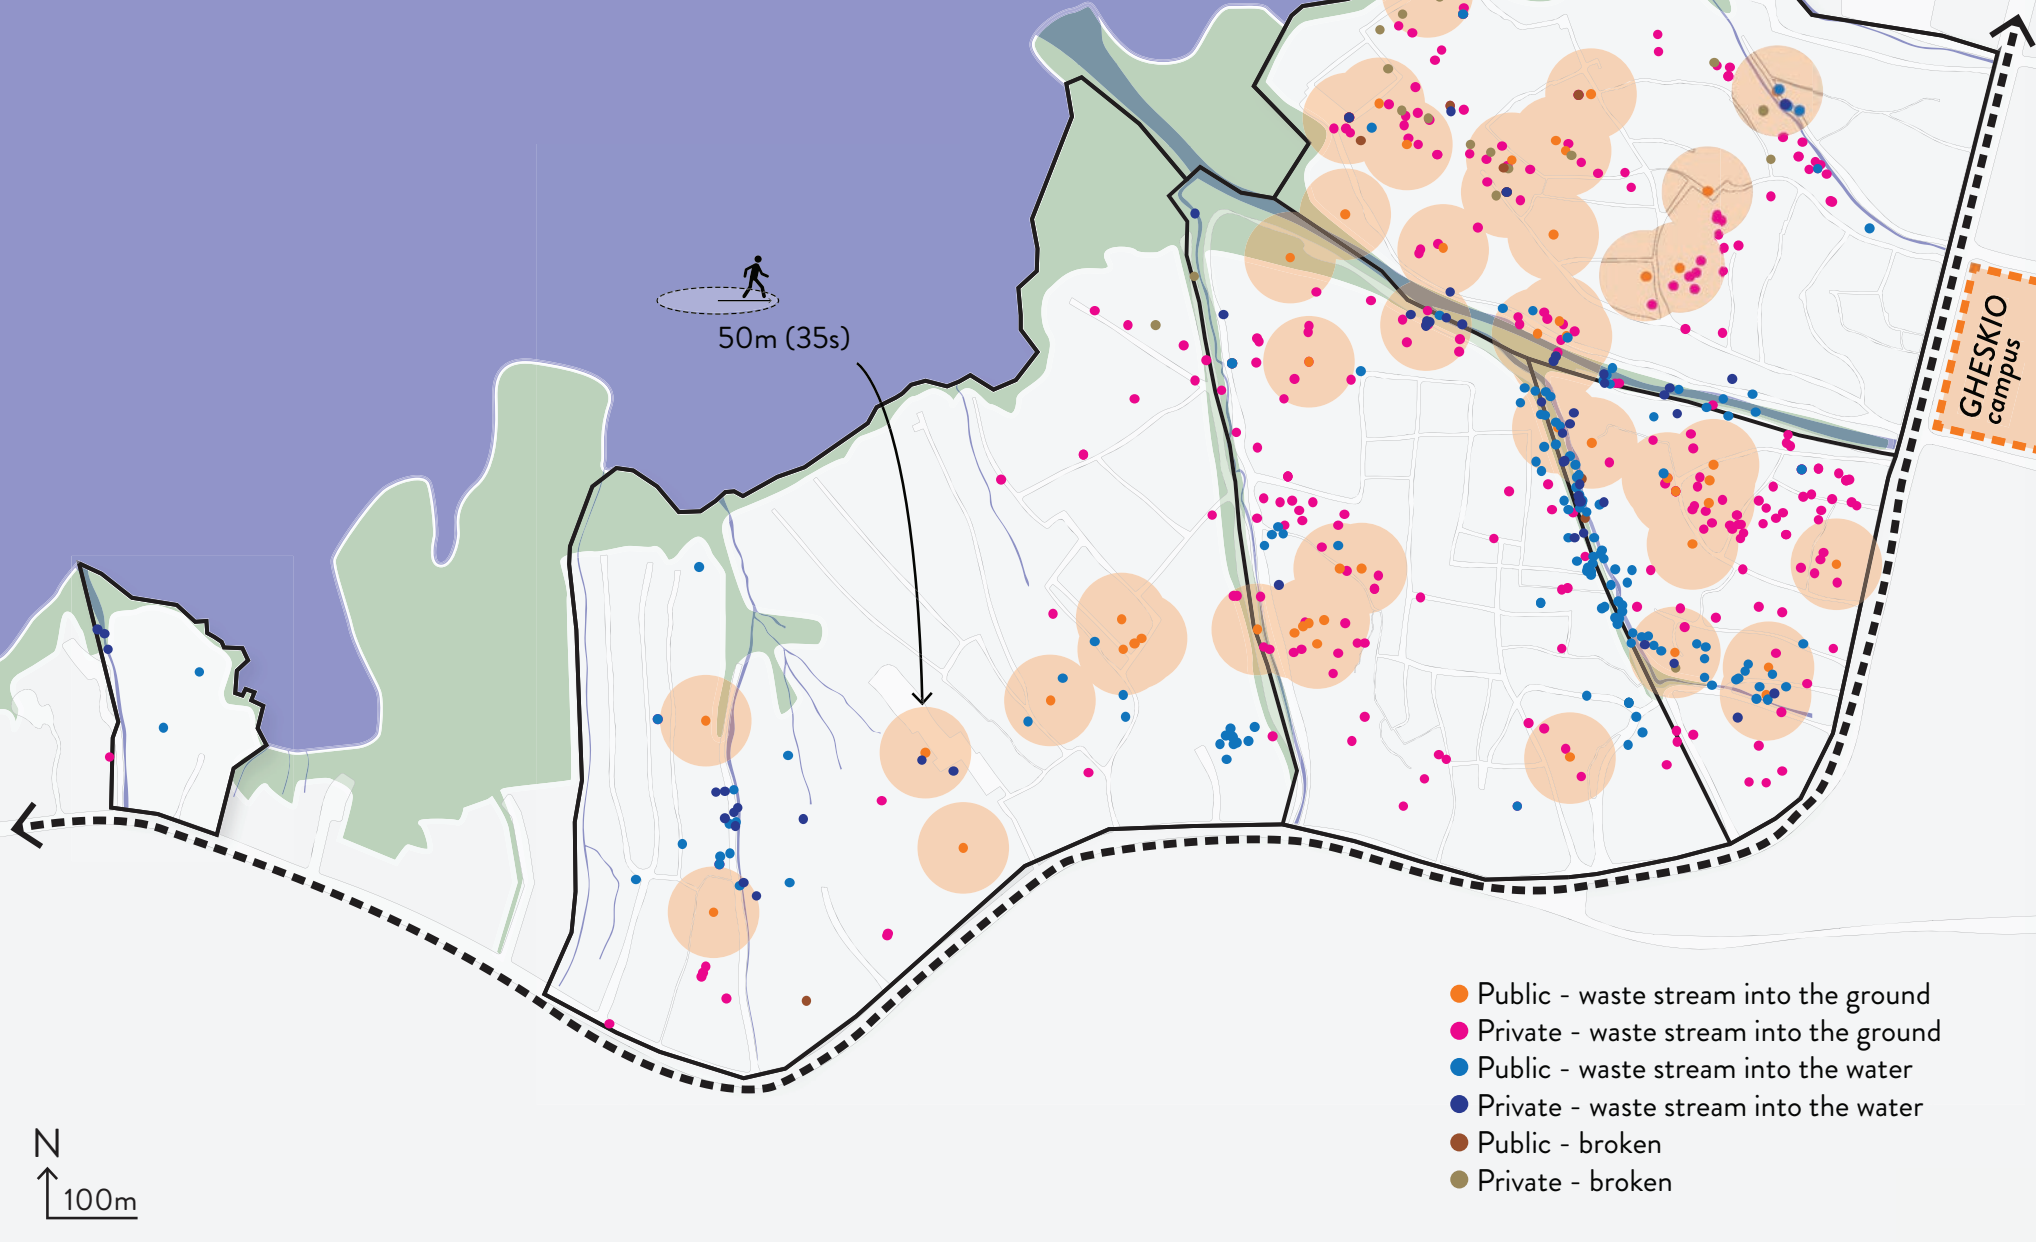 50m (35s)
GHESKIO
campus
Public - waste stream into the ground
Private - waste stream into the ground
Public - waste stream into the water
Private - waste stream into the water
Public - broken
Private - broken
N
100m